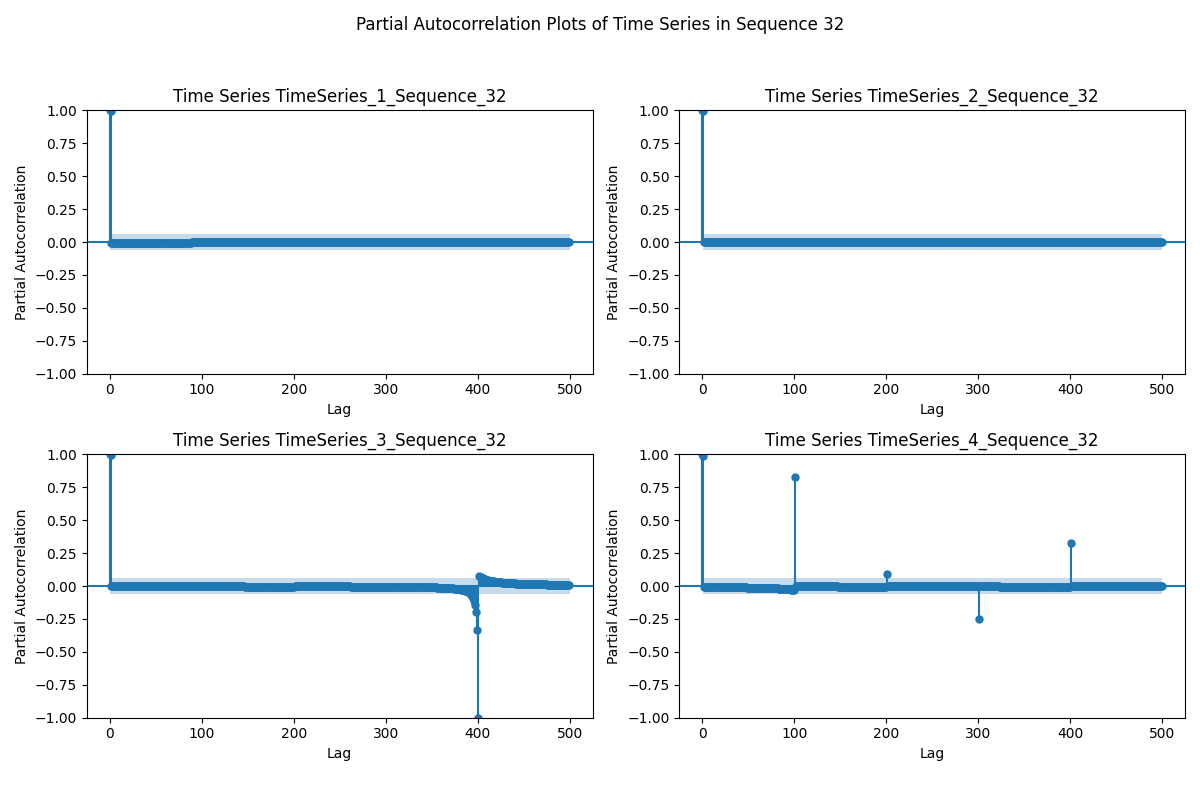 Partial Autocorrelation Plots of Time Series in Sequence 32
Time Series TimeSeries_1_Sequence_32
1.00
0.75
0.50
0.25
0.00
−0.25
−0.50
−0.75
−1.00
Partial Autocorrelation
0 100 200 300 400 500
Lag
Time Series TimeSeries_2_Sequence_32
1.00
0.75
0.50
0.25
0.00
−0.25
−0.50
−0.75
−1.00
Partial Autocorrelation
0 100 200 300 400 500
Lag
Time Series TimeSeries_3_Sequence_32
1.00
0.75
0.50
0.25
0.00
−0.25
−0.50
−0.75
−1.00
Partial Autocorrelation
0 100 200 300 400 500
Lag
Time Series TimeSeries_4_Sequence_32
1.00
0.75
0.50
0.25
0.00
−0.25
−0.50
−0.75
−1.00
Partial Autocorrelation
0 100 200 300 400 500
Lag